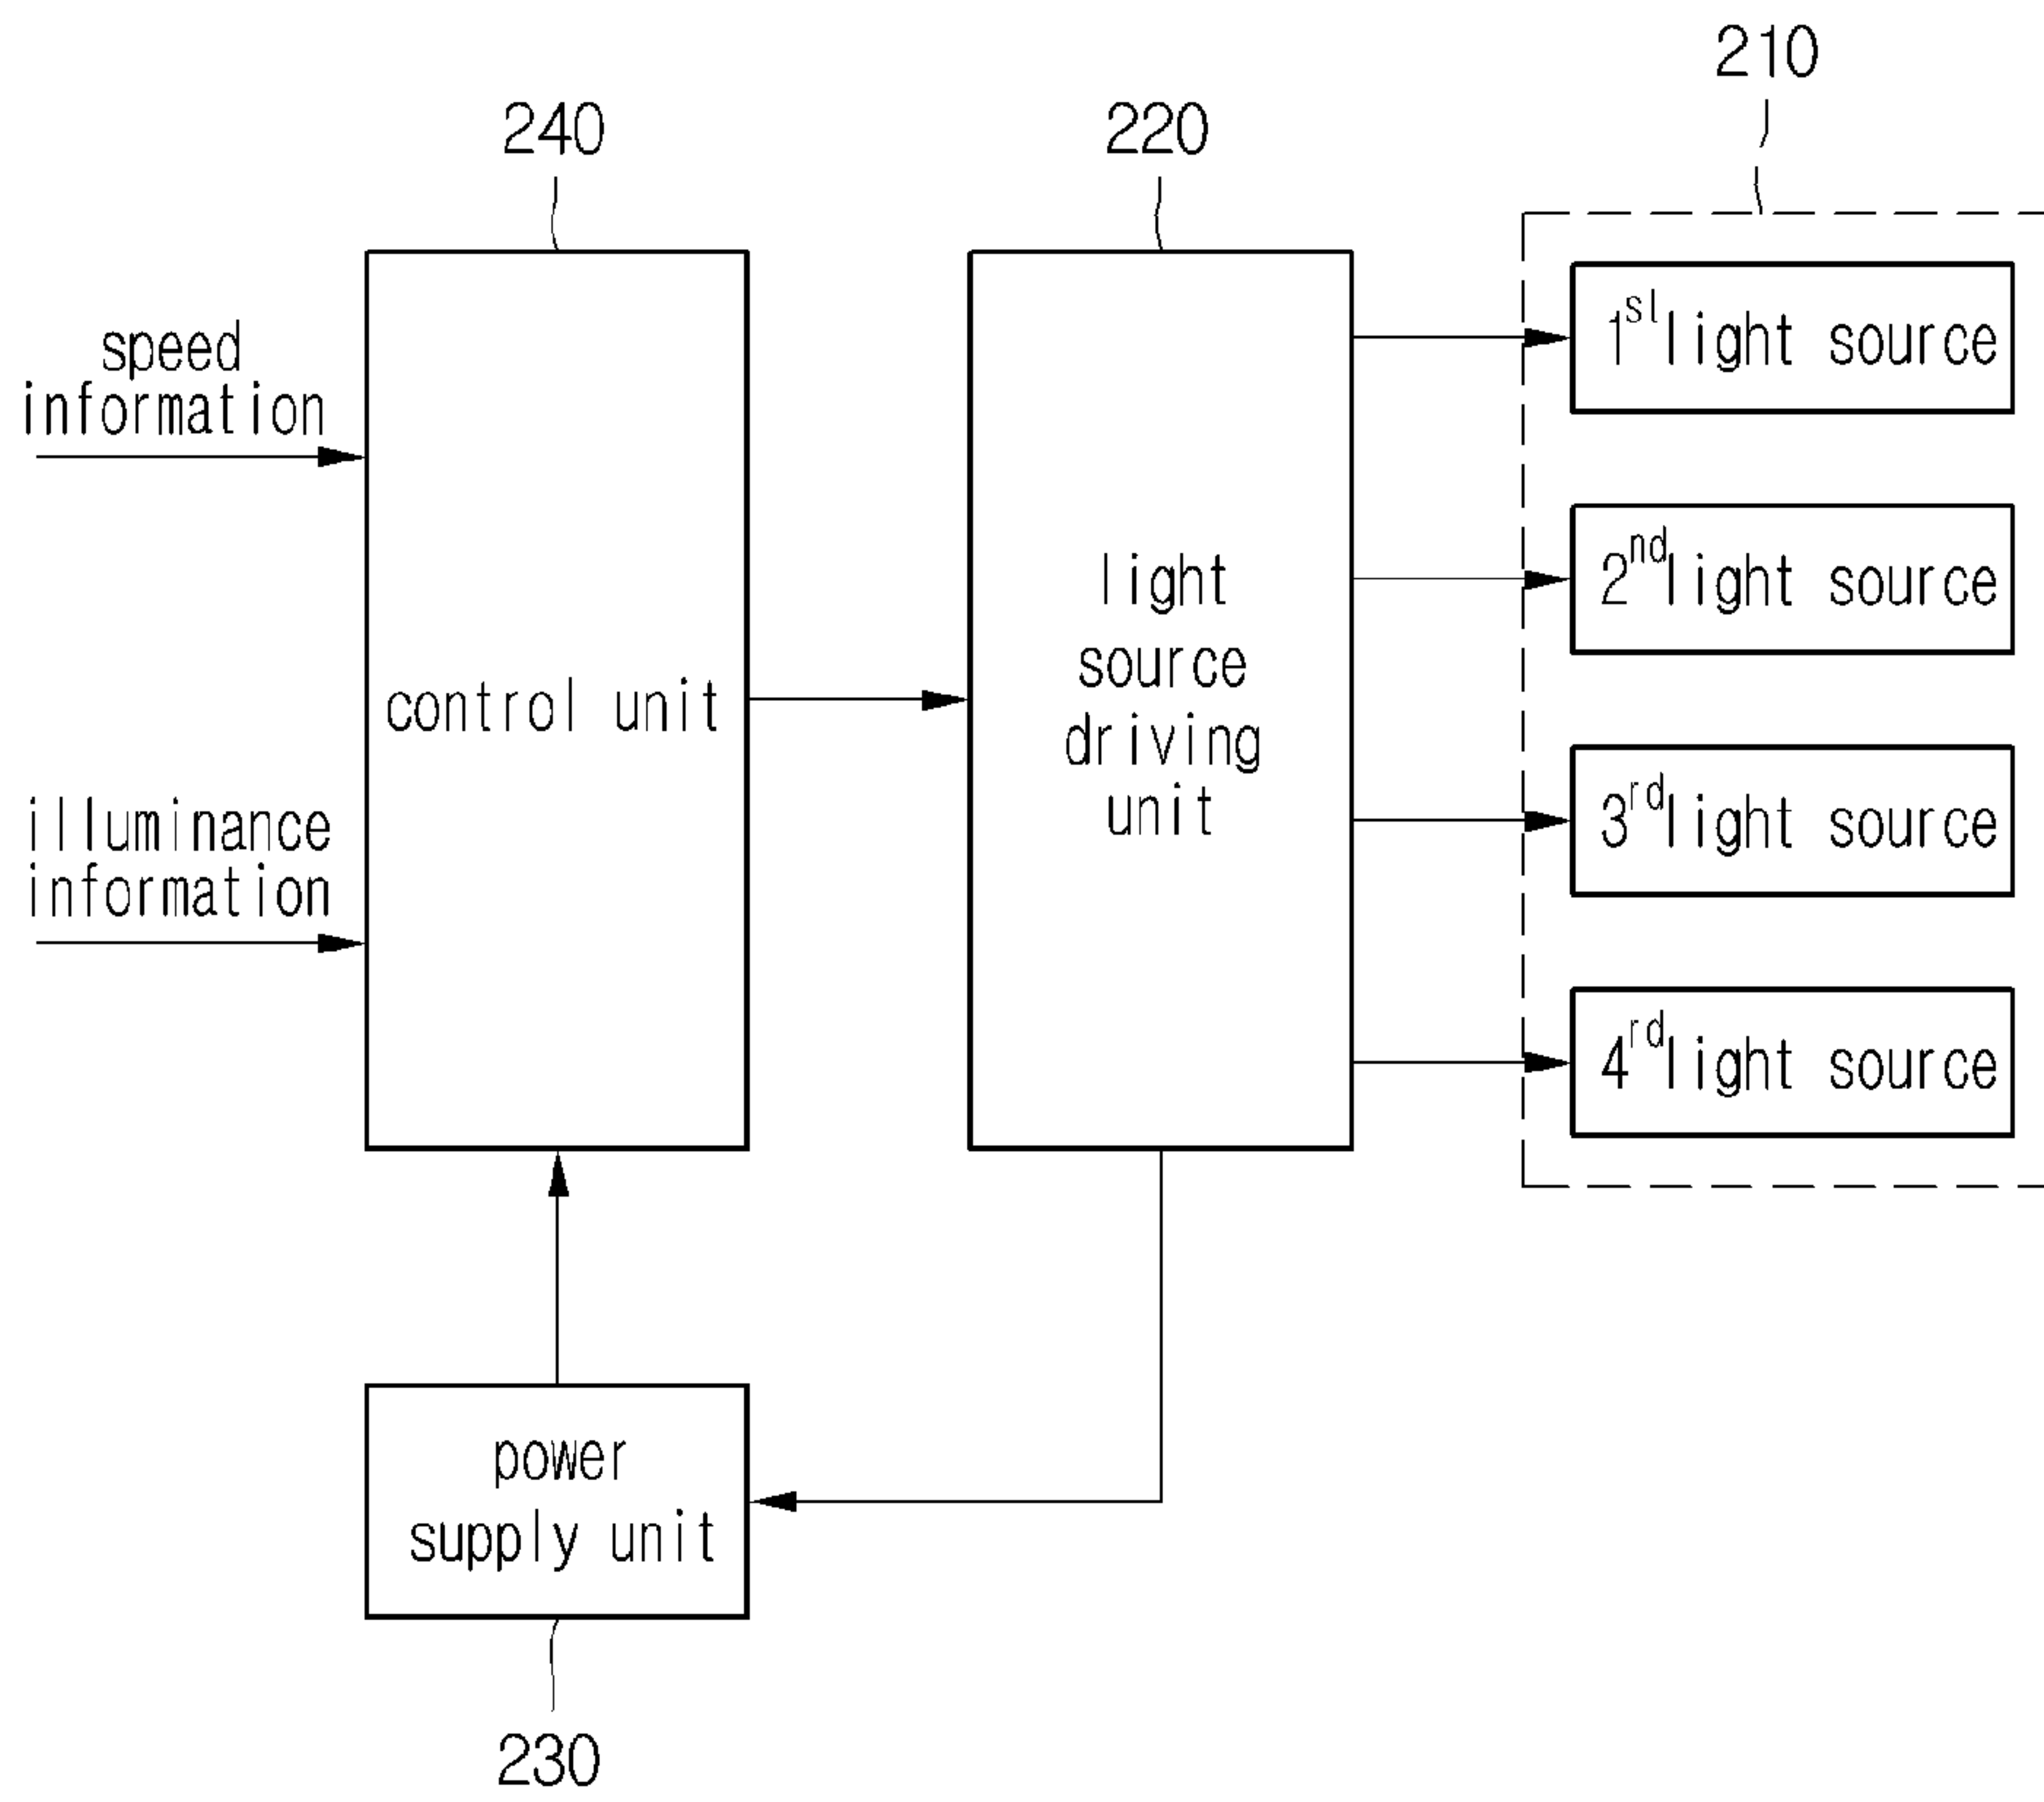 210
240
220
speed
information
illuminance
information
control unit
light
source
driving
unit
1st light source
2nd light source
3rd light source
4rd light source
power
supply unit
230